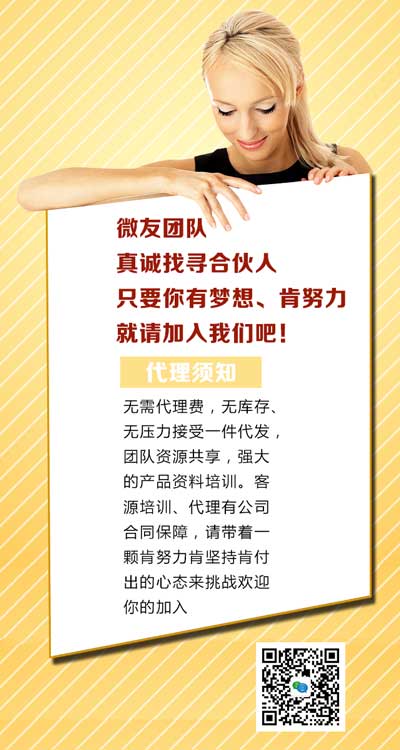 微友团队
真诚找寻合伙人
只要你有梦想、肯努力
就请加入我们吧!
代理须知
无需代理费，无库存、
无压力接受一件代发，
团队资源共享，强大
的产品资料培训。客
源培训、代理有公司
合同保障，请带着一
颗肯努力肯坚持肯付
出的心态来挑战欢迎
你的加入